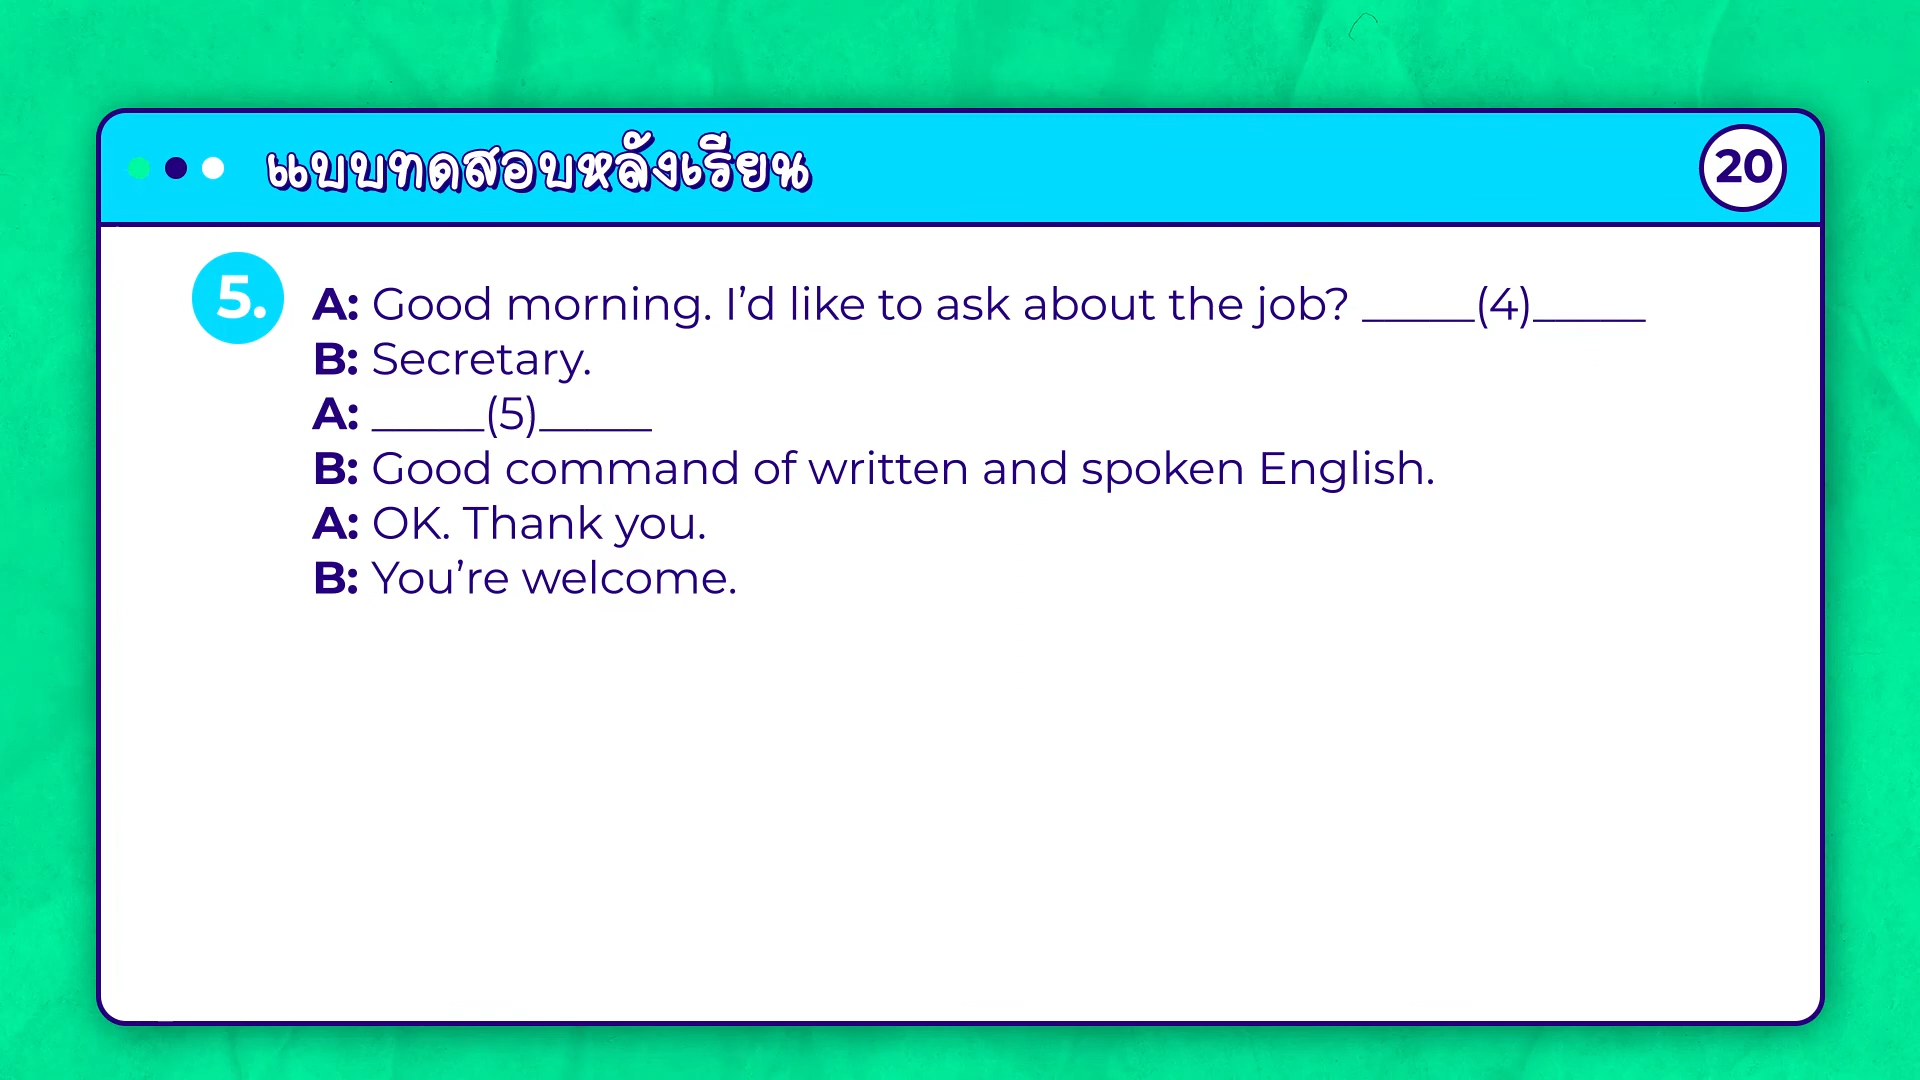 แบบทดสอบหลังเรียน
20
5.
A: Good morning. I’d like to ask about the job? _____(4)_____
B: Secretary.
A: _____(5)_____
B: Good command of written and spoken English.
A: OK. Thank you.
B: You’re welcome.